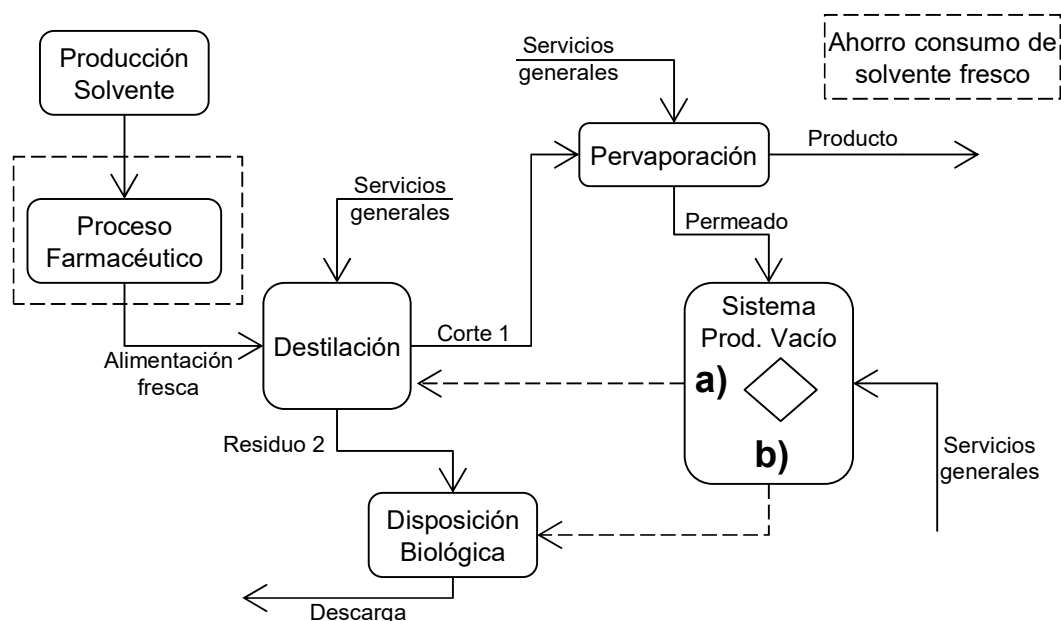 Producción
Solvente
Servicios
generales
Ahorro consumo de
solvente fresco
Pervaporación
Producto
Proceso
Farmacéutico
Servicios
generales
Permeado
Alimentación
fresca
Destilación
Corte 1
Sistema
Prod. Vacío
a)
b)
Servicios
generales
Residuo 2
Disposición
Biológica
Descarga